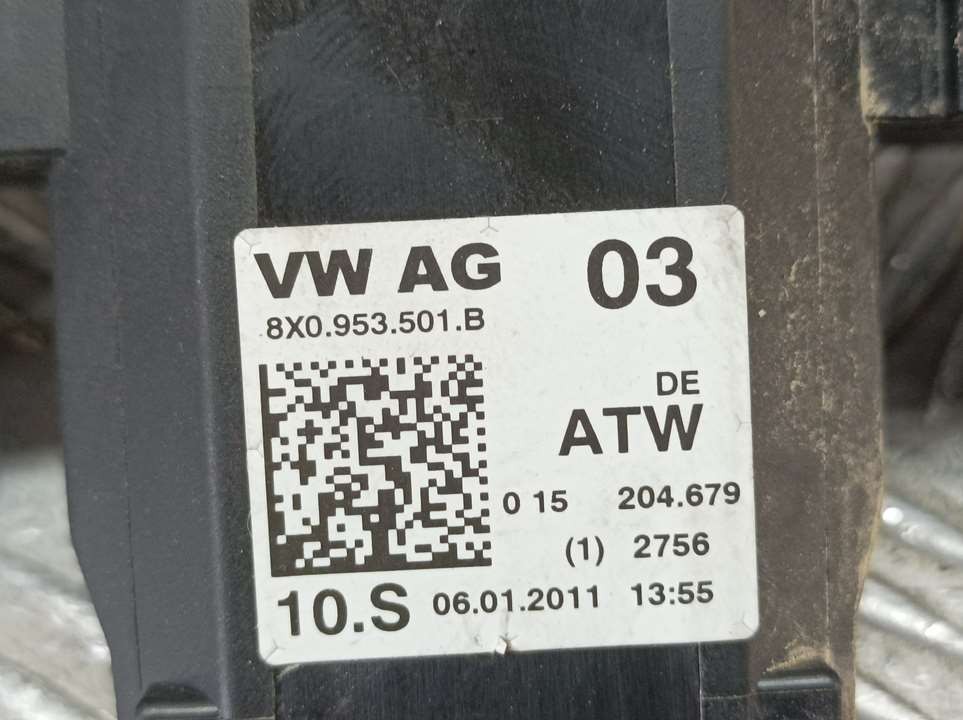 VW AG 03
8X0.953.501.B
DE
ATW
0 15 204.679
(1) 2756
10.S 06.01.2011 13:55